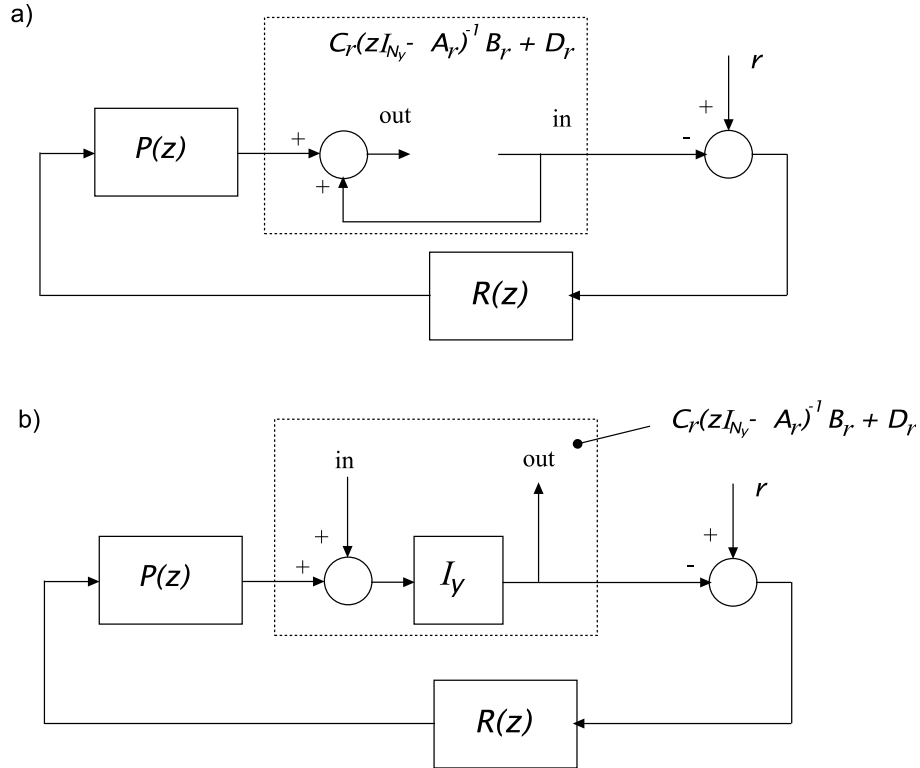 a)
C_r(zI_{N_y}- A_r)^{-1} B_r + D_r
r
out
in
+
P(z)
+
-
+
R(z)
b)
C_r(zI_{N_y}- A_r)^{-1} B_r + D_r
in
out
r
+
+
P(z)
+
I_y
-
R(z)